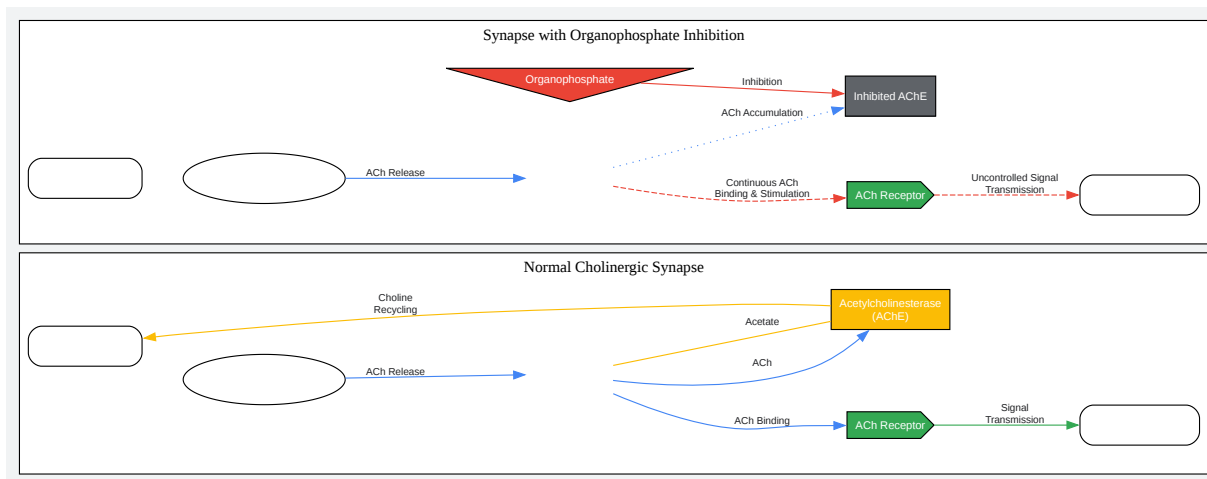 Synapse with Organophosphate Inhibition
Organophosphate
Inhibition
Inhibited AChE
ACh Accumulation
ACh Release
Continuous ACh
Binding & Stimulation
ACh Receptor
Uncontrolled Signal
Transmission
Normal Cholinergic Synapse
Choline
Recycling
Acetylcholinesterase
(AChE)
Acetate
ACh Release
ACh
ACh Binding
ACh Receptor
Signal
Transmission